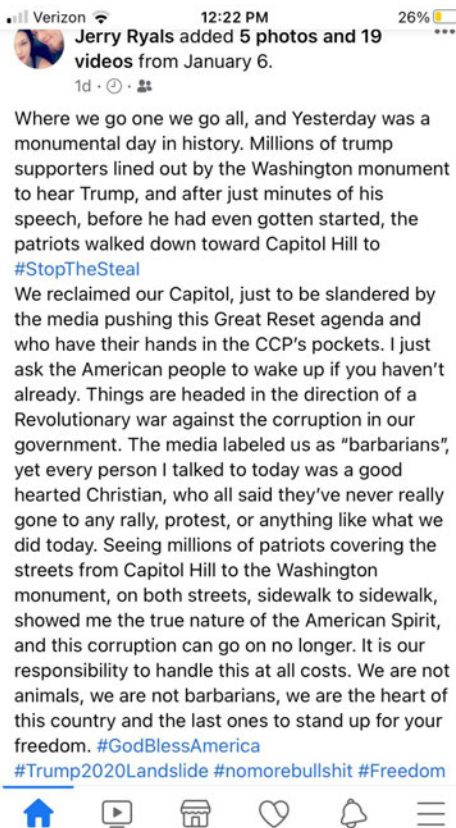 Verizon
12:22 PM
26%
Jerry Ryals added 5 photos and 19
videos from January 6.
1d
Where we go one we go all, and Yesterday was a
monumental day in history. Millions of trump
supporters lined out by the Washington monument
to hear Trump, and after just minutes of his
speech, before he had even gotten started, the
patriots walked down toward Capitol Hill to
#StopTheSteal
We reclaimed our Capitol, just to be slandered by
the media pushing this Great Reset agenda and
who have their hands in the CCP’s pockets. I just
ask the American people to wake up if you haven’t
already. Things are headed in the direction of a
Revolutionary war against the corruption in our
government. The media labeled us as “barbarians”,
yet every person I talked to today was a good
hearted Christian, who all said they’ve never really
gone to any rally, protest, or anything like what we
did today. Seeing millions of patriots covering the
streets from Capitol Hill to the Washington
monument, on both streets, sidewalk to sidewalk,
showed me the true nature of the American Spirit,
and this corruption can go on no longer. It is our
responsibility to handle this at all costs. We are not
animals, we are not barbarians, we are the heart of
this country and the last ones to stand up for your
freedom. #GodBlessAmerica
#Trump2020Landslide #nomorebullshit #Freedom